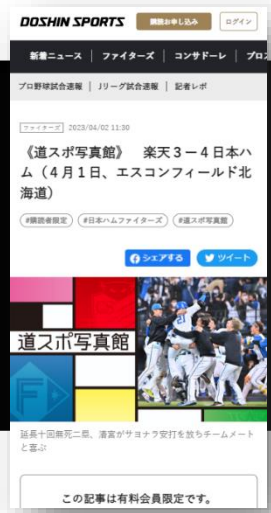 DOSHIN SPORTS
購読お申し込み
ログイン
新着ニュース | ファイターズ | コンサドーレ | プロ
プロ野球試合速報 | Jリーグ試合速報 | 記者レポ
ファイターズ 2023/04/02 11:30
《道スポ写真館》 楽天3ー4日本ハ
ム(4月1日、エスコンフィールド北
海道)
#購読者限定 #日本ハムファイターズ #道スポ写真館
シェアする ツイート
道スポ写真館
延長十回無死二塁、清宮がサヨナラ安打を放ちチームメート
と喜ぶ
この記事は有料会員限定です。